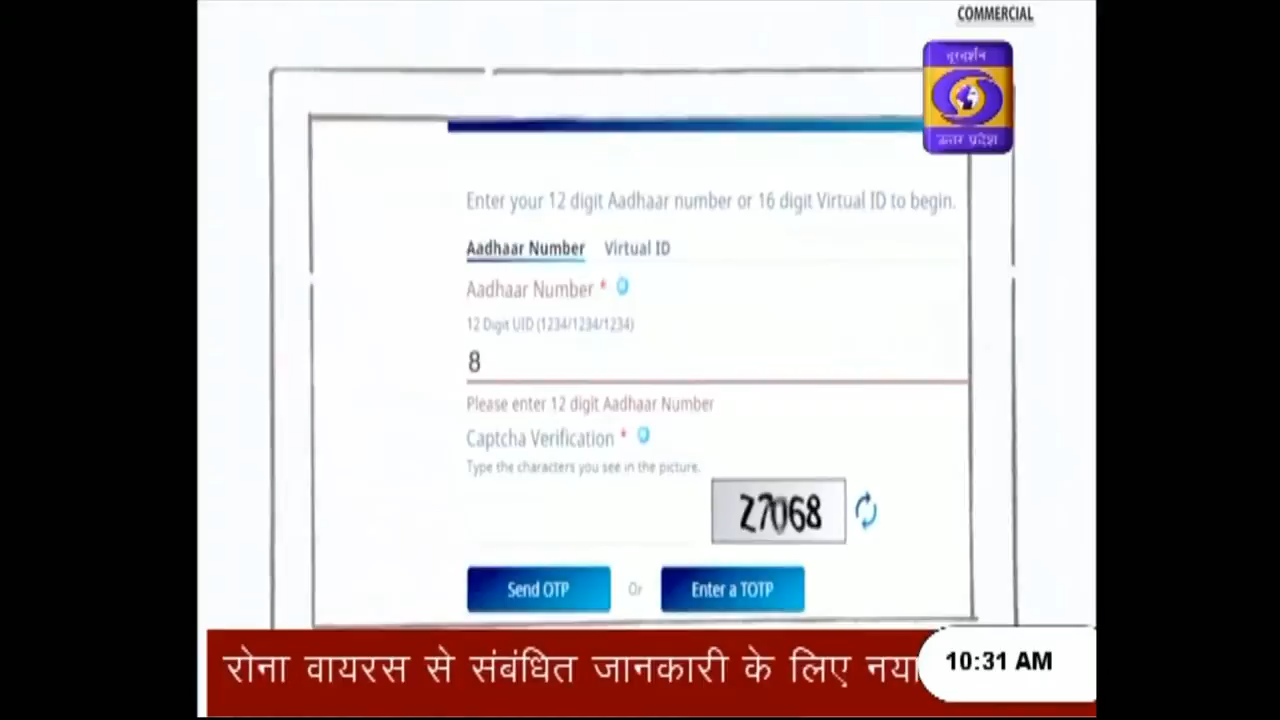 COMMERCIAL
दूरदर्शन
उत्तर प्रदेश
Enter your 12 digit Aadhaar number or 16 digit Virtual ID to begin.
Aadhaar Number Virtual ID
Aadhaar Number *
12 Digit UID (1234/1234/1234)
8
Please enter 12 digit Aadhaar Number
Captcha Verification *
Type the characters you see in the picture.
27068
Send OTP Or Enter a TOTP
रोना वायरस से संबंधित जानकारी के लिए नया
10:31 AM